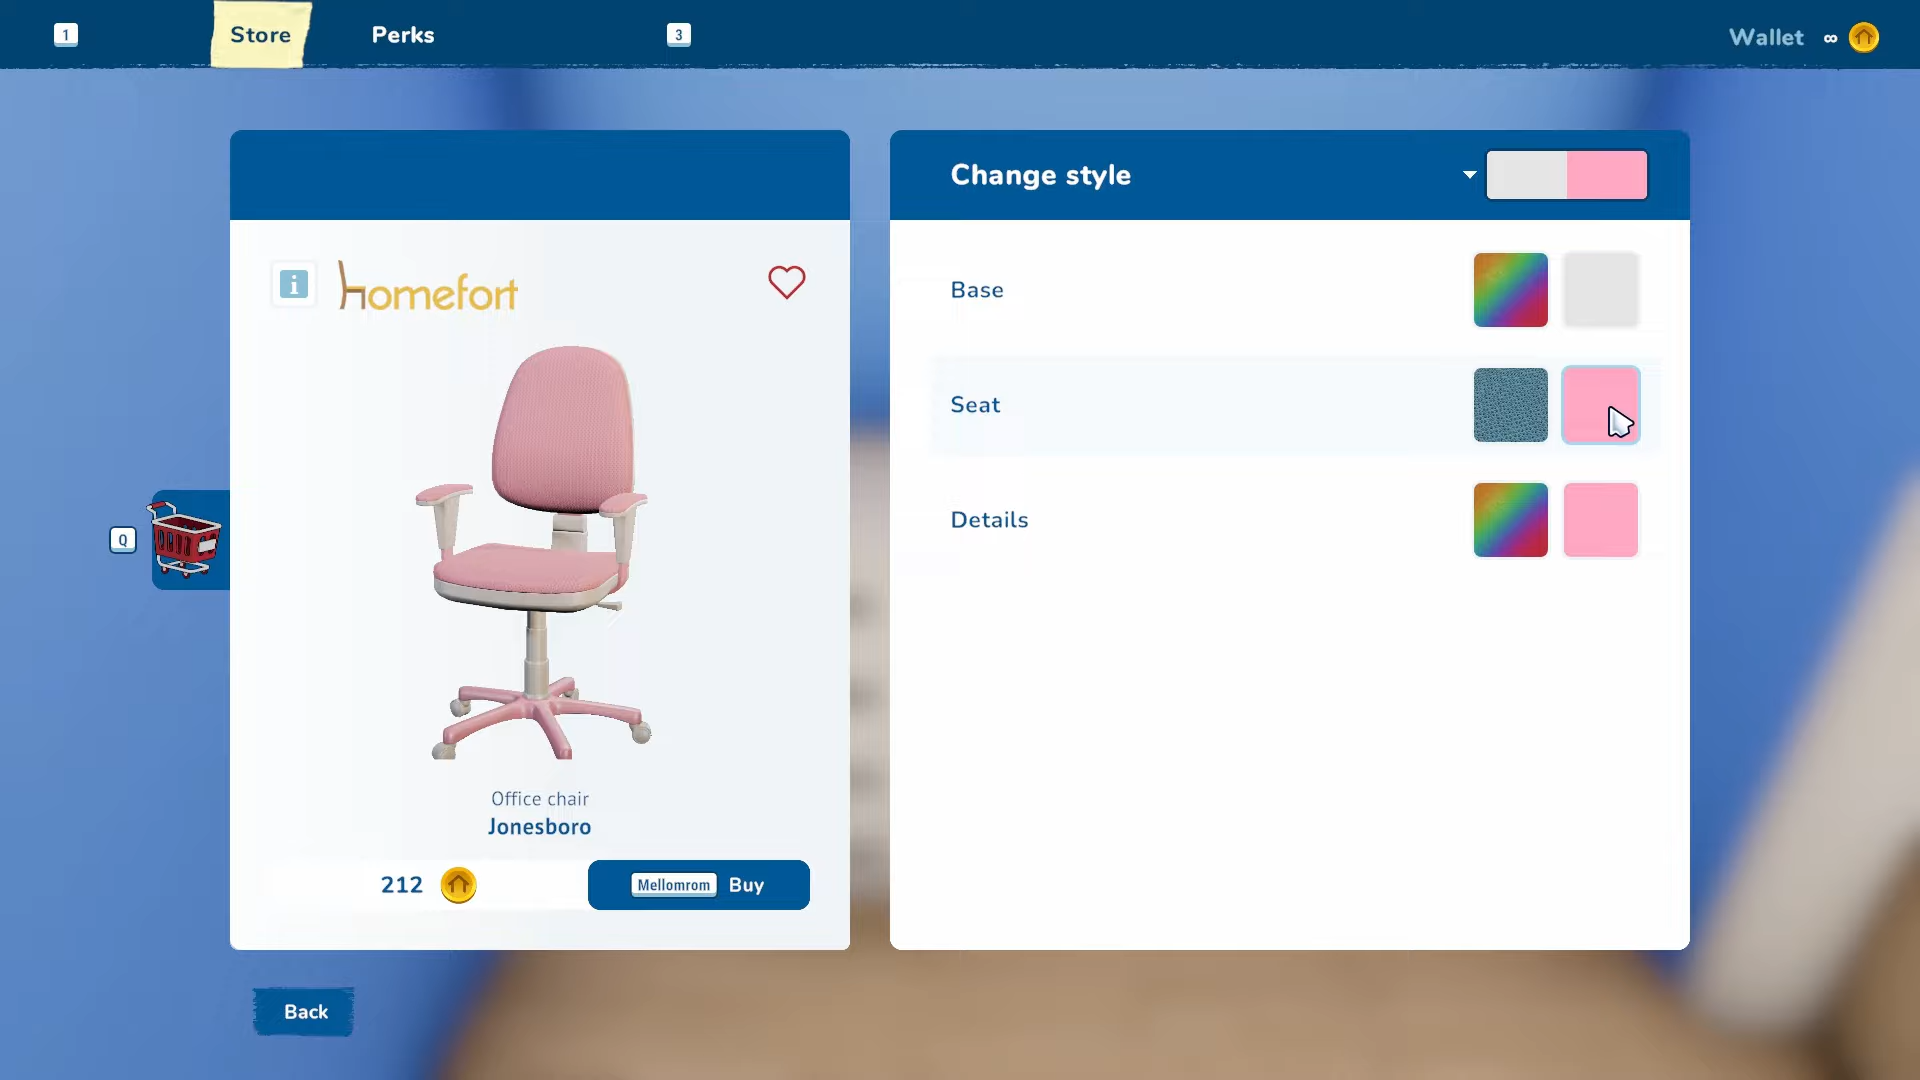 1
Store
Perks
3
Wallet ∞
Change style
i
homefort
Base
Seat
Details
Q
Office chair
Jonesboro
212
Mellomrom Buy
Back